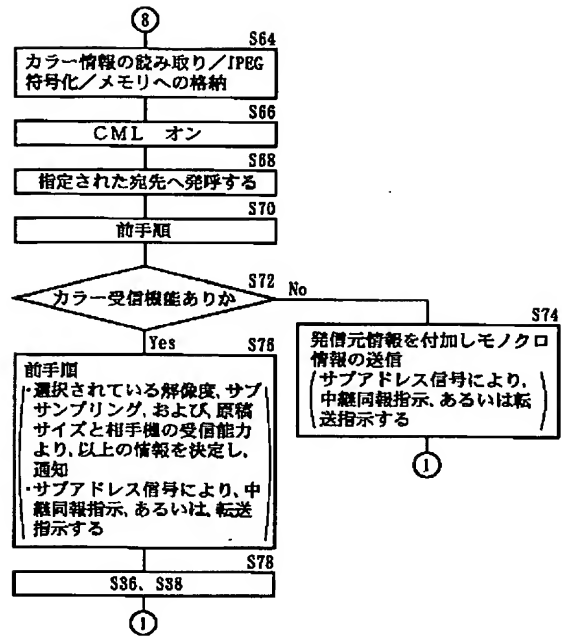 8
S64
カラー情報の読み取り／JPEG
符号化／メモリへの格納
S66
CML オン
S68
指定された宛先へ発呼する
S70
前手順
S72
カラー受信機能ありか
No
Yes
S74
発信元情報を付加しモノクロ
情報の送信
(サブアドレス信号により,
中継同報指示、あるいは転
送指示する)
1
S76
前手順
・選択されている解像度、サブ
サンプリング、および、原稿
サイズと相手機の受信能力
より、以上の情報を決定し、
通知
・サブアドレス信号により、中
継同報指示、あるいは、転送
指示する
S78
S36、S38
1